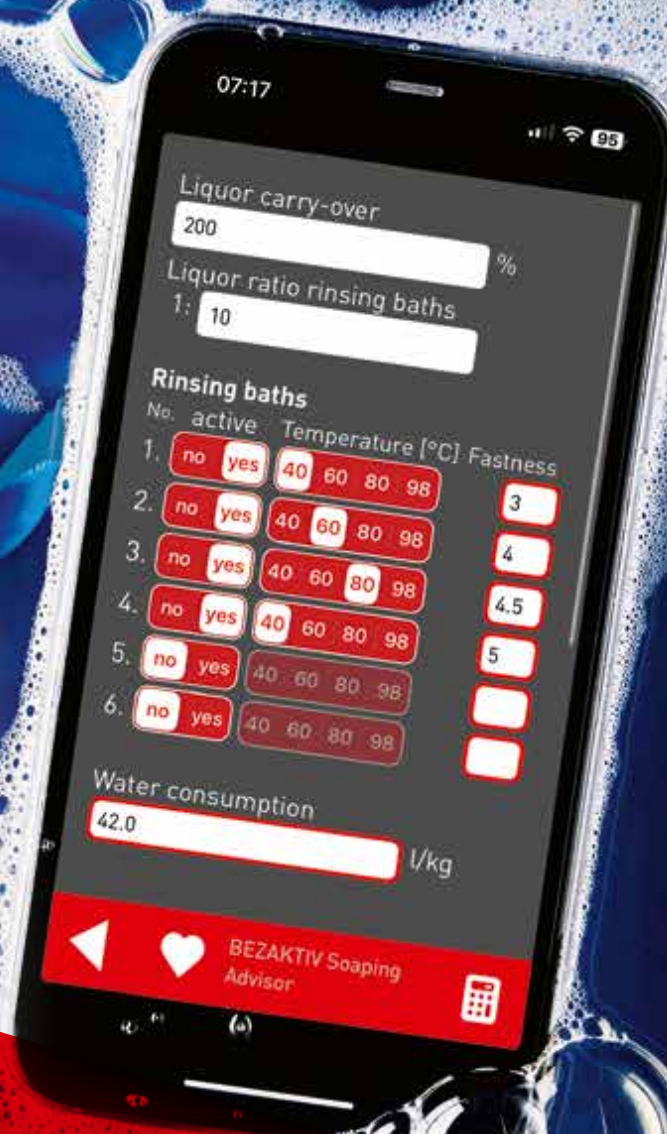 07:17
95
Liquor carry-over
200 %
Liquor ratio rinsing baths
1: 10
Rinsing baths
No. active Temperature [°C] Fastness
1. no yes 40 60 80 98 3
2. no yes 40 60 80 98 4
3. no yes 40 60 80 98 4.5
4. no yes 40 60 80 98 5
5. no yes 40 60 80 98
6. no yes 40 60 80 98
Water consumption
42.0 l/kg
BEZAKTIV Soaping
Advisor